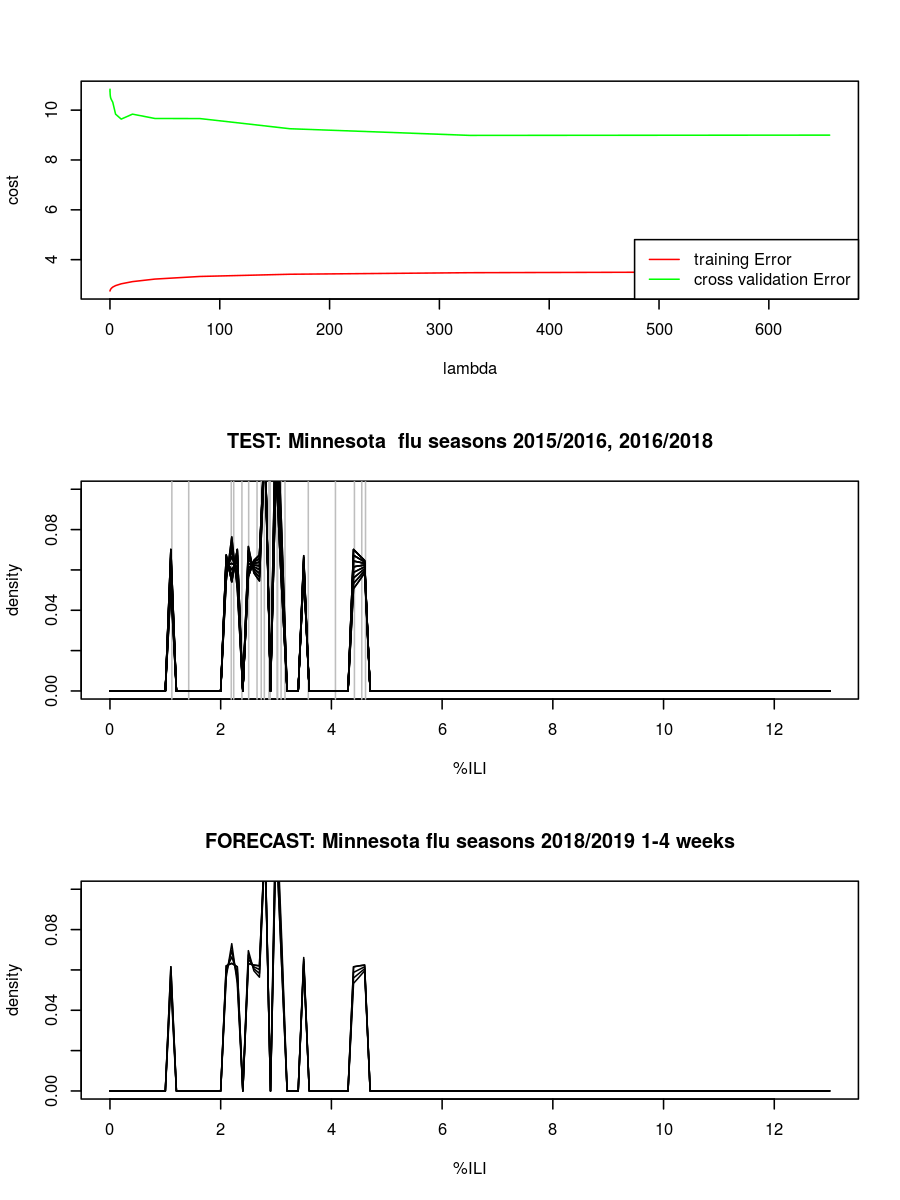 cost
4 6 8 10
training Error
cross validation Error
0 100 200 300 400 500 600
lambda
TEST: Minnesota  flu seasons 2015/2016, 2016/2018
density
0.00 0.04 0.08
0 2 4 6 8 10 12
%ILI
FORECAST: Minnesota flu seasons 2018/2019 1-4 weeks
density
0.00 0.04 0.08
0 2 4 6 8 10 12
%ILI